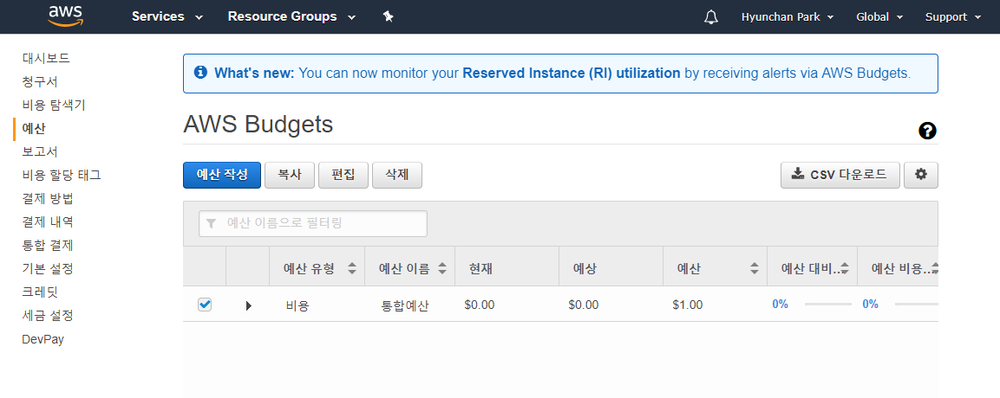 aws Services Resource Groups Hyunchan Park Global Support
대시보드
청구서
비용 탐색기
예산
보고서
비용 할당 태그
결제 방법
결제 내역
통합 결제
기본 설정
크레딧
세금 설정
DevPay
What's new: You can now monitor your Reserved Instance (RI) utilization by receiving alerts via AWS Budgets.
AWS Budgets
예산 작성 복사 편집 삭제 CSV 다운로드
예산 이름으로 필터링
예산 유형 예산 이름 현재 예상 예산 예산 대비... 예산 비용...
비용 통합예산 $0.00 $0.00 $1.00 0% 0%